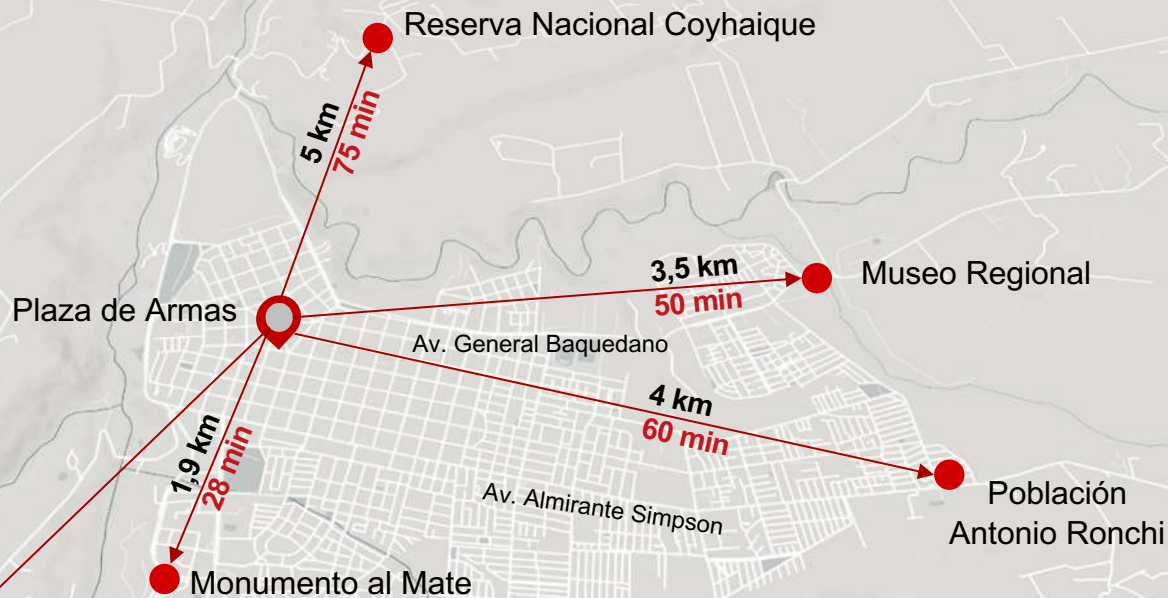 Reserva Nacional Coyhaique
5 km
75 min
3,5 km
50 min
Museo Regional
Plaza de Armas
Av. General Baquedano
4 km
60 min
1,9 km
28 min
Av. Almirante Simpson
Población
Antonio Ronchi
Monumento al Mate